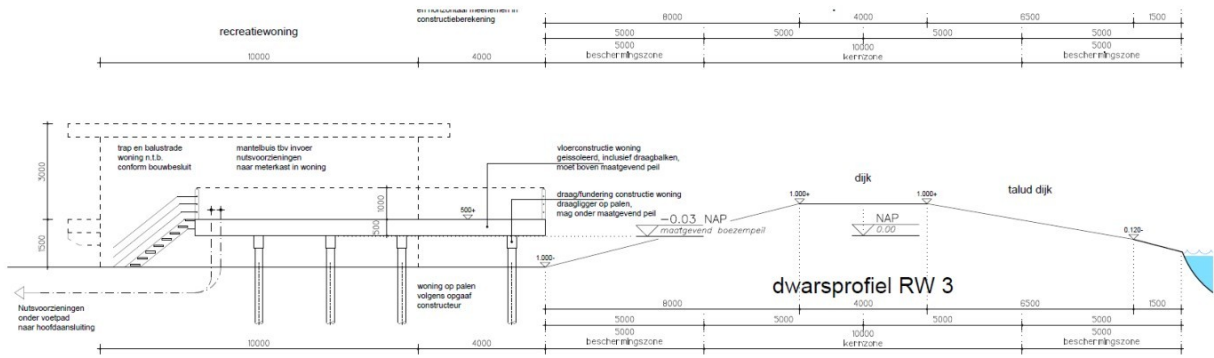 en horizontaal meenemen in
constructieberekening
recreatiewoning
8000 4000 6500 1500
5000 5000 5000 5000
5000 10000 5000
beschermingszone kernzone beschermingszone
10000 4000
3000
1500
trap en balustrade
woning n.t.b.
conform bouwbesluit
mantelbuis tbv invoer
nutsvoorzieningen
naar meterkast in woning
vloerconstructie woning
geisoleerd, inclusief draagbalken,
moet boven maatgevend peil
draag/fundering constructie woning
draagligger op palen,
mag onder maatgevend peil
1000
500
500+
-0.03 NAP
maatgevend boezempeil
dijk
1.000+ 1.000+
NAP
0.00
talud dijk
0.120-
1.000-
woning op palen
volgens opgaaf
constructeur
Nutsvoorzieningen
onder voetpad
naar hoofdaansluiting
dwarsprofiel RW 3
8000 4000 6500 1500
5000 5000 5000 5000
5000 10000 5000
beschermingszone kernzone beschermingszone
10000 4000